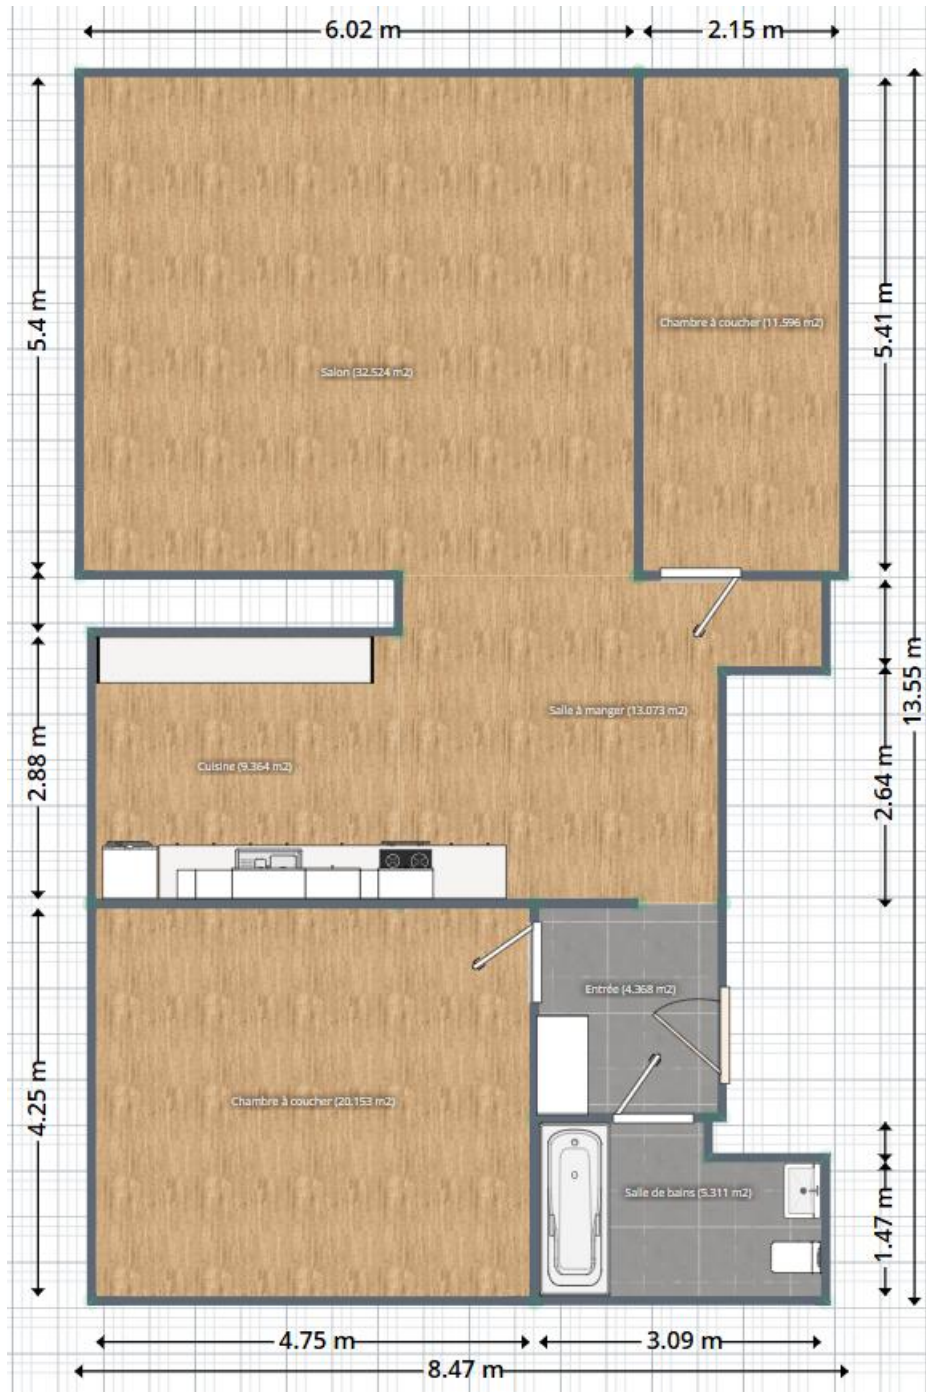 6.02 m
2.15 m
5.4 m
5.41 m
Chambre à coucher (11.596 m2)
Salon (32.524 m2)
13.55 m
Salle à manger (13.073 m2)
2.88 m
2.64 m
Cuisine (9.364 m2)
Entrée (4.368 m2)
4.25 m
Chambre à coucher (20.153 m2)
Salle de bains (5.311 m2)
1.47 m
4.75 m
3.09 m
8.47 m